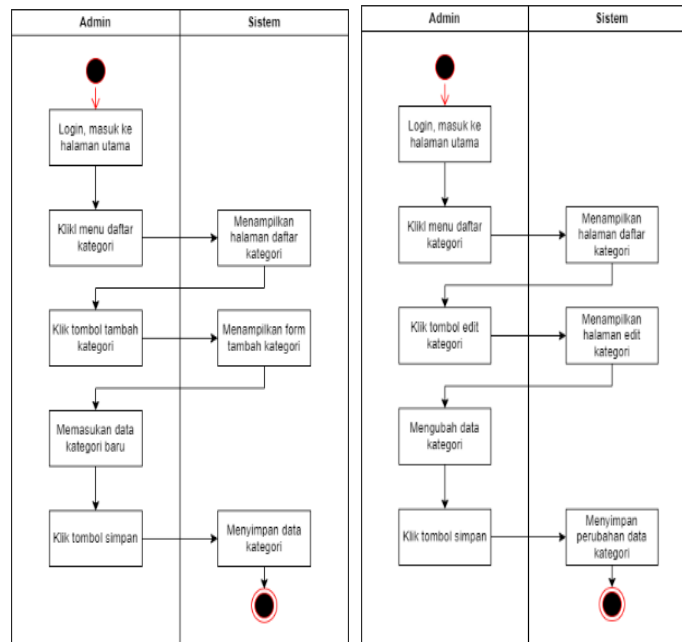 Admin
Sistem
Login, masuk ke
halaman utama
Klikl menu daftar
kategori
Menampilkan
halaman daftar
kategori
Klik tombol tambah
kategori
Menampilkan form
tambah kategori
Memasukan data
kategori baru
Klik tombol simpan
Menyimpan data
kategori
Admin
Sistem
Login, masuk ke
halaman utama
Klikl menu daftar
kategori
Menampilkan
halaman daftar
kategori
Klik tombol edit
kategori
Menampilkan
halaman edit
kategori
Mengubah data
kategori
Klik tombol simpan
Menyimpan
perubahan data
kategori